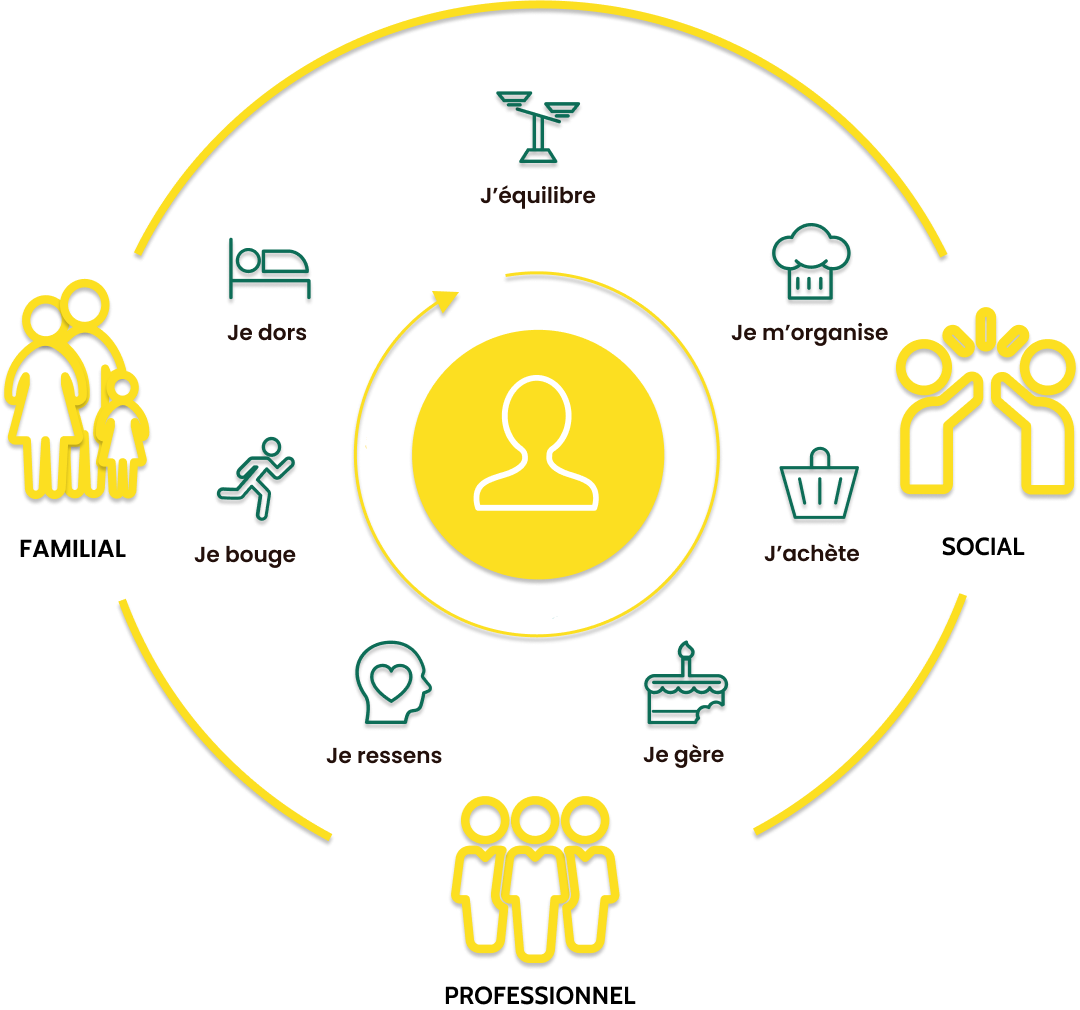 J’équilibre
Je dors
Je m’organise
FAMILIAL
Je bouge
J’achète
SOCIAL
Je ressens
Je gère
PROFESSIONNEL